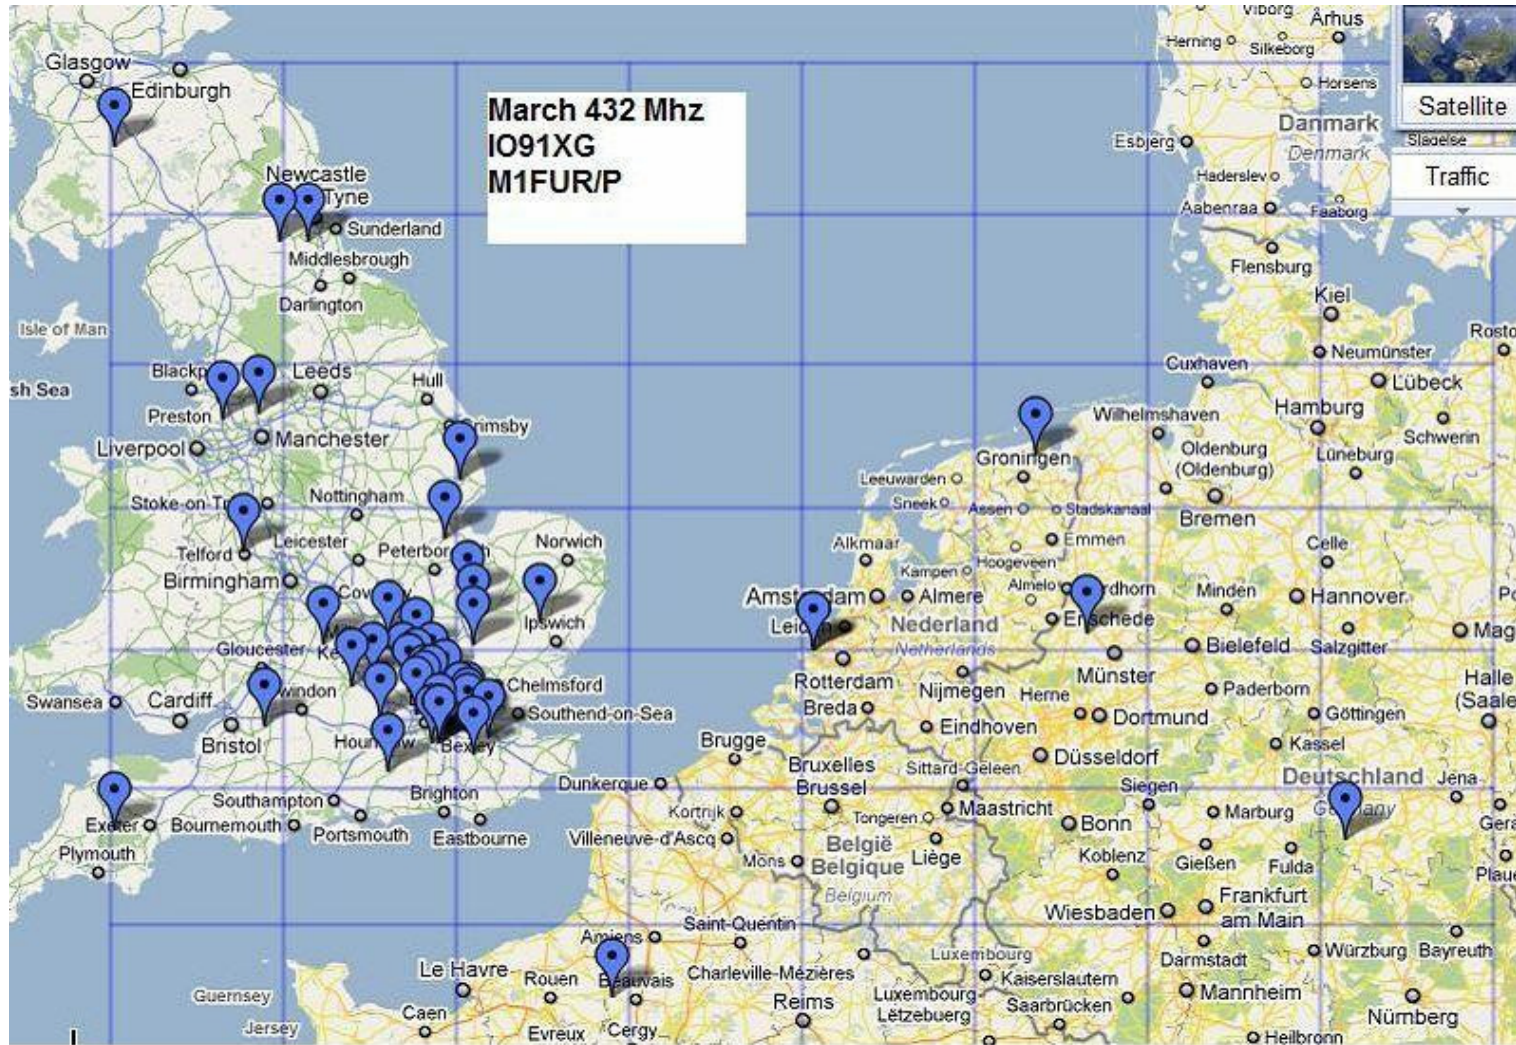 March 432 Mhz
IO91XG
M1FUR/P
Satellite
Traffic
Glasgow
Edinburgh
Newcastle
Tyne
Sunderland
Middlesbrough
Darlington
Isle of Man
sh Sea
Leeds
Hull
Preston
Liverpool
Manchester
Nottingham
Telford
Leicester
Norwich
Birmingham
Ipswich
Gloucester
Swansea
Cardiff
Bristol
Chelmsford
Southend-on-Sea
Bexley
Southampton
Brighton
Exeter
Bournemouth
Portsmouth
Eastbourne
Plymouth
Guernsey
Jersey
Viborg
Århus
Herning
Silkeborg
Horsens
Danmark
Denmark
Slagelse
Esbjerg
Haderslev
Aabenraa
Faaborg
Flensburg
Kiel
Neumünster
Cuxhaven
Lübeck
Wilhelmshaven
Hamburg
Schwerin
Oldenburg
(Oldenburg)
Lüneburg
Groningen
Leeuwarden
Sneek
Assen
Stadskanaal
Bremen
Alkmaar
Emmen
Hoogeveen
Celle
Kampen
Almelo
Amsterdam
Almere
Minden
Hannover
Enschede
Nederland
Netherlands
Bielefeld
Salzgitter
Mag
Münster
Rotterdam
Nijmegen
Herne
Paderborn
Halle
(Saale
Breda
Dortmund
Göttingen
Eindhoven
Brugge
Kassel
Düsseldorf
Bruxelles
Brussel
Sittard-Geleen
Dunkerque
Siegen
Deutschland
Jena
Kortrijk
Maastricht
Tongeren
Marburg
Villeneuve-d'Ascq
Bonn
België
Belgique
Belgium
Liège
Mons
Koblenz
Gießen
Fulda
Frankfurt
am Main
Wiesbaden
Saint-Quentin
Amiens
Würzburg
Bayreuth
Luxembourg
Darmstadt
Le Havre
Rouen
Beauvais
Charleville-Mézières
Kaiserslautern
Mannheim
Luxembourg
Lëtzebuerg
Saarbrücken
Reims
Nürnberg
Caen
Evreux
Cergy
Heilbronn